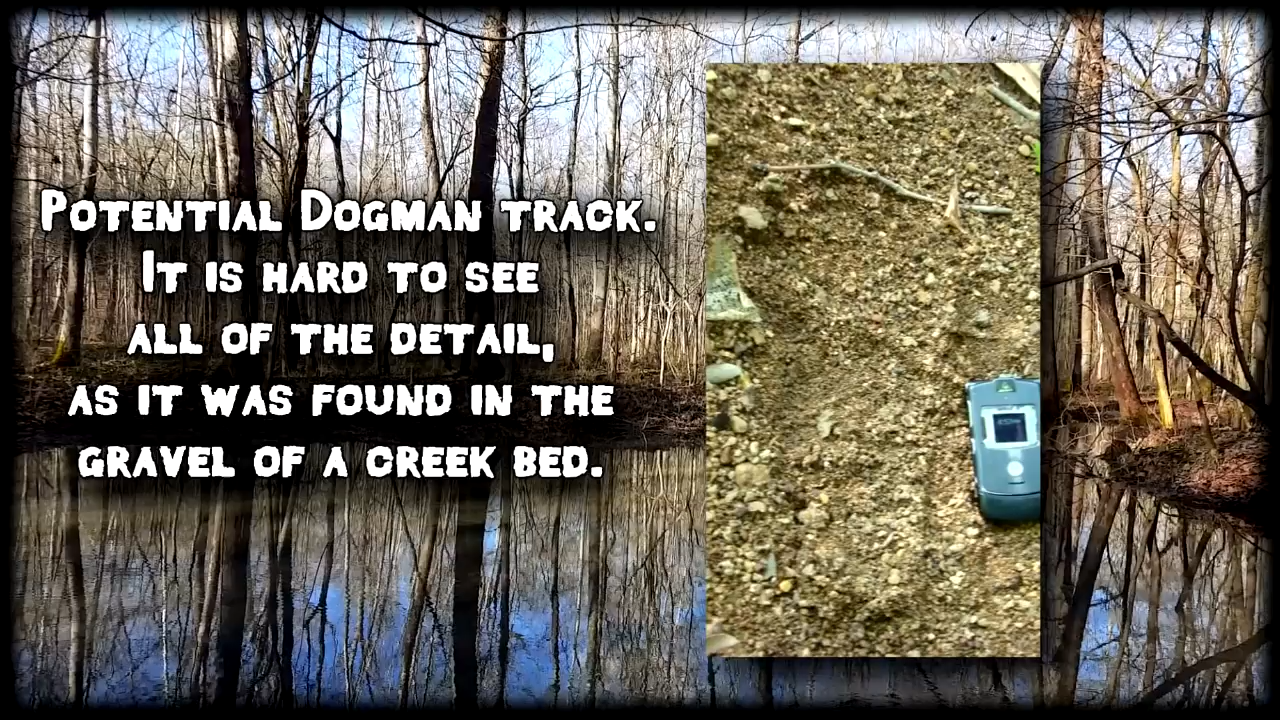 Potential Dogman track.
It is hard to see
all of the detail,
as it was found in the
gravel of a creek bed.